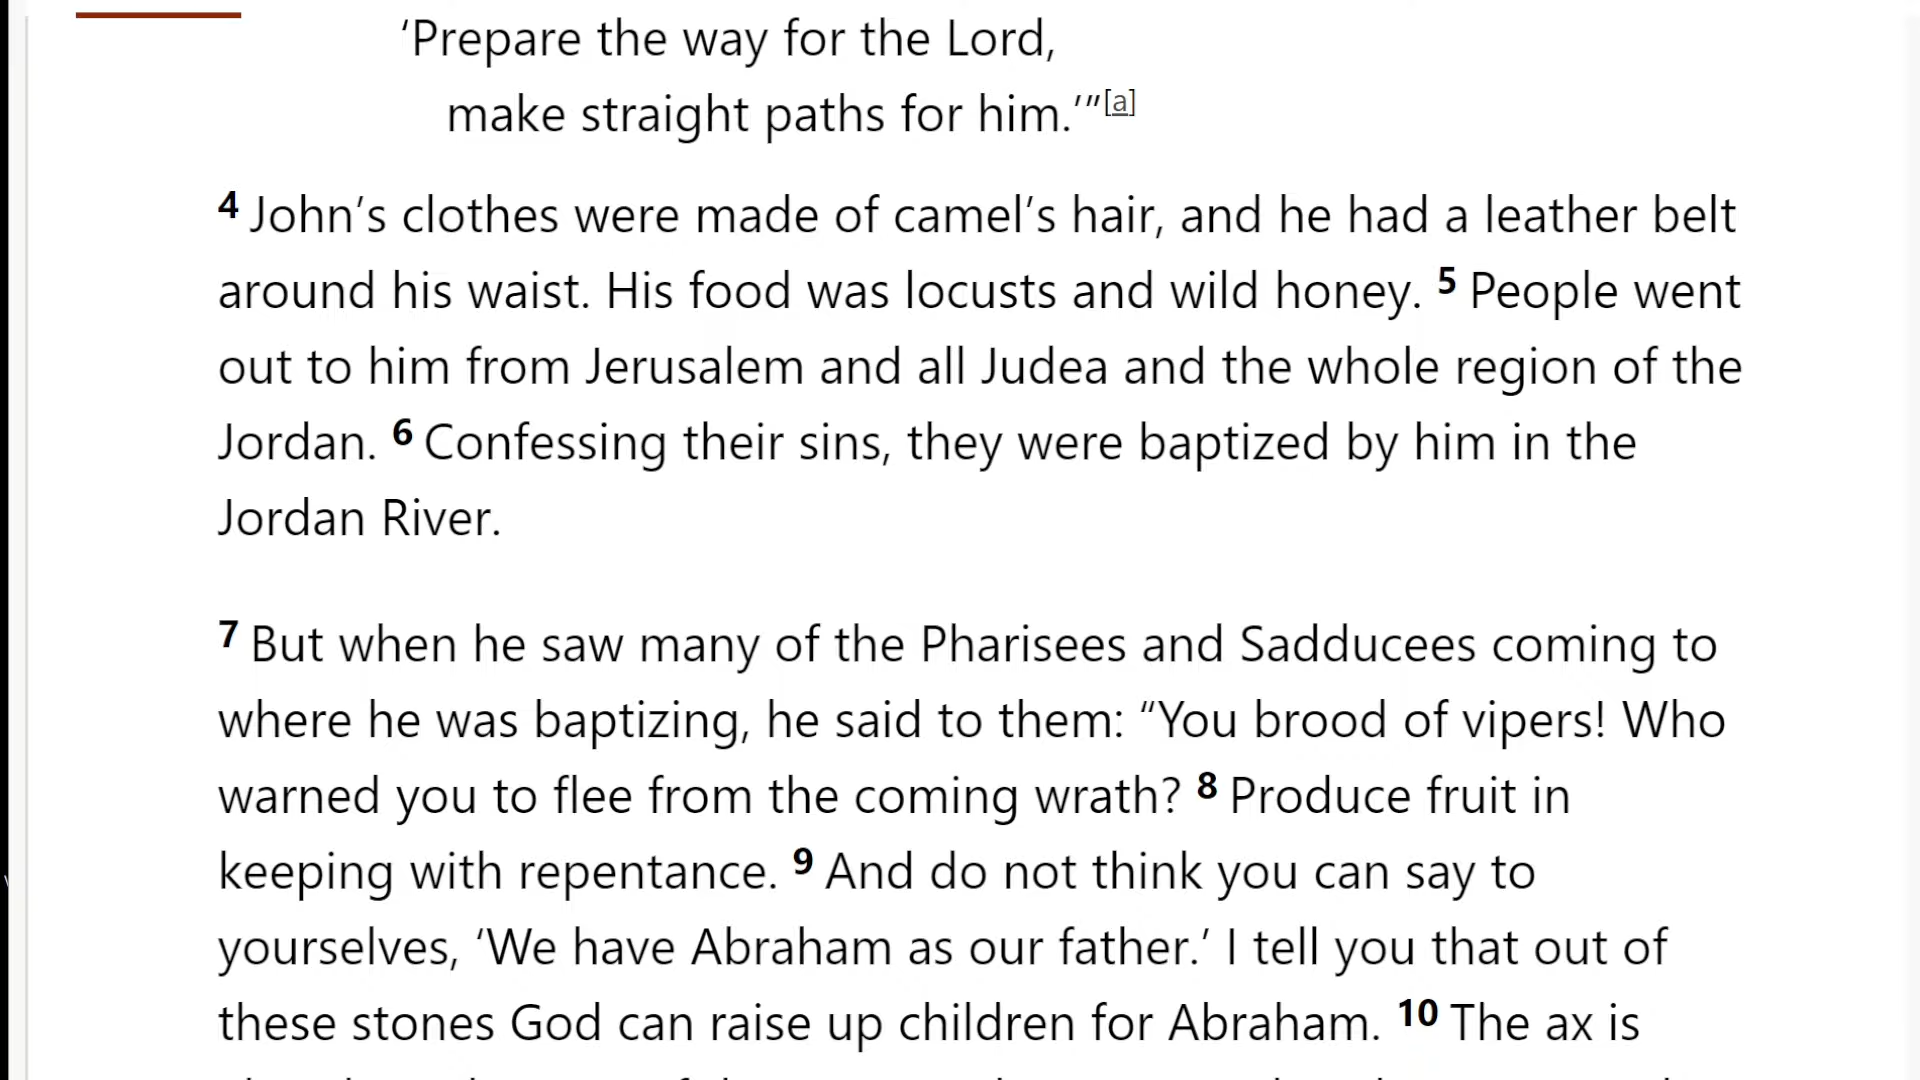 ‘Prepare the way for the Lord,
make straight paths for him.’”[a]
4 John’s clothes were made of camel’s hair, and he had a leather belt
around his waist. His food was locusts and wild honey. 5 People went
out to him from Jerusalem and all Judea and the whole region of the
Jordan. 6 Confessing their sins, they were baptized by him in the
Jordan River.
7 But when he saw many of the Pharisees and Sadducees coming to
where he was baptizing, he said to them: “You brood of vipers! Who
warned you to flee from the coming wrath? 8 Produce fruit in
keeping with repentance. 9 And do not think you can say to
yourselves, ‘We have Abraham as our father.’ I tell you that out of
these stones God can raise up children for Abraham. 10 The ax is